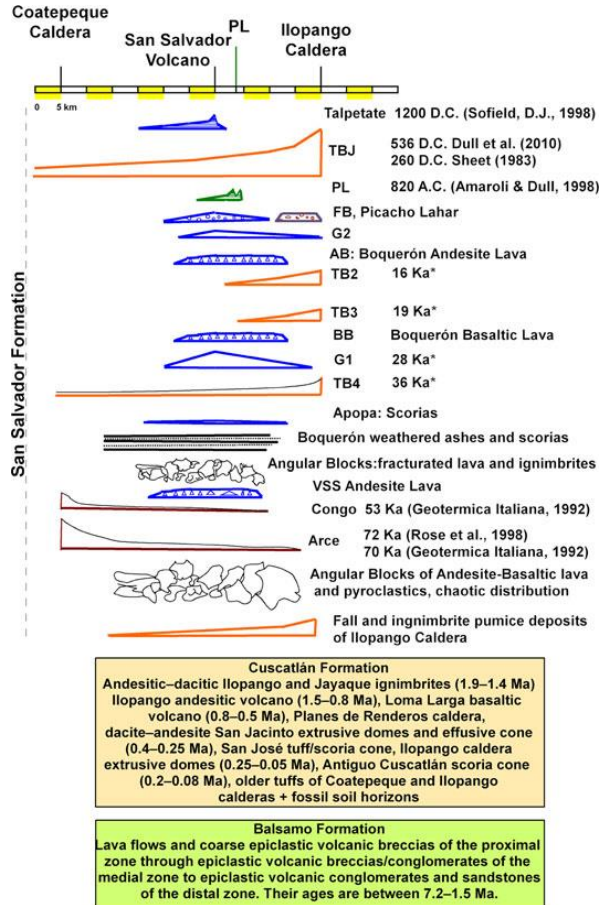 Coatepeque
Caldera
San Salvador
Volcano
PL
Ilopango
Caldera
0 5 km
San Salvador Formation
Talpetate 1200 D.C. (Sofield, D.J., 1998)
TBJ 536 D.C. Dull et al. (2010)
260 D.C. Sheet (1983)
PL 820 A.C. (Amaroli & Dull, 1998)
FB, Picacho Lahar
G2
AB: Boquerón Andesite Lava
TB2 16 Ka*
TB3 19 Ka*
BB Boquerón Basaltic Lava
G1 28 Ka*
TB4 36 Ka*
Apopa: Scorias
Boquerón weathered ashes and scorias
Angular Blocks:fracturated lava and ignimbrites
VSS Andesite Lava
Congo 53 Ka (Geotermica Italiana, 1992)
Arce 72 Ka (Rose et al., 1998)
70 Ka (Geotermica Italiana, 1992)
Angular Blocks of Andesite-Basaltic lava
and pyroclastics, chaotic distribution
Fall and ingnimbrite pumice deposits
of Ilopango Caldera
Cuscatlán Formation
Andesitic–dacitic Ilopango and Jayaque ignimbrites (1.9–1.4 Ma)
Ilopango andesitic volcano (1.5–0.8 Ma), Loma Larga basaltic
volcano (0.8–0.5 Ma), Planes de Renderos caldera,
dacite–andesite San Jacinto extrusive domes and effusive cone
(0.4–0.25 Ma), San José tuff/scoria cone, Ilopango caldera
extrusive domes (0.25–0.05 Ma), Antiguo Cuscatlán scoria cone
(0.2–0.08 Ma), older tuffs of Coatepeque and Ilopango
calderas + fossil soil horizons
Balsamo Formation
Lava flows and coarse epiclastic volcanic breccias of the proximal
zone through epiclastic volcanic breccias/conglomerates of the
medial zone to epiclastic volcanic conglomerates and sandstones
of the distal zone. Their ages are between 7.2–1.5 Ma.